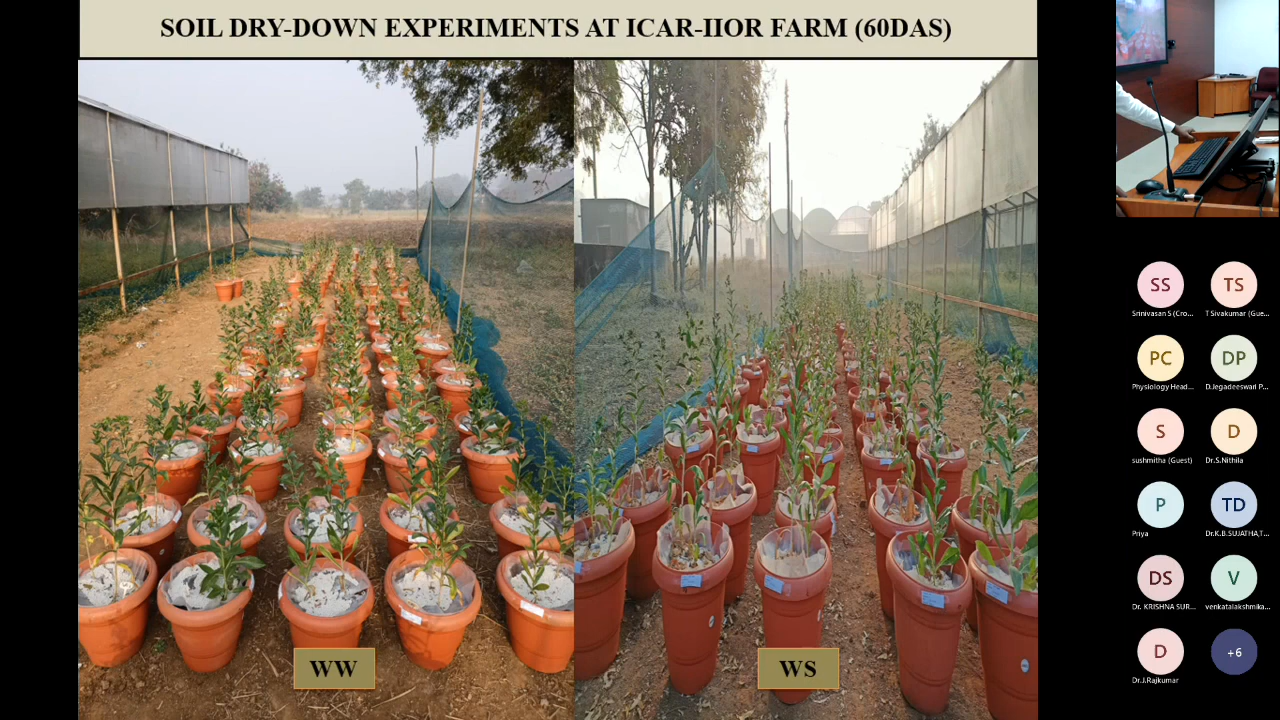 SOIL DRY-DOWN EXPERIMENTS AT ICAR-IIOR FARM (60DAS)
WW
WS
SS
TS
Srinivasan S (Cro...
T Sivakumar (Gue...
PC
DP
Physiology Head...
D.Jegadeeswari P...
S
D
sushmitha (Guest)
Dr.S.Nithila
P
TD
Priya
Dr.K.B.SUJATHA,T...
DS
V
Dr. KRISHNA SUR...
venkatalakshmika...
D
+6
Dr.J.Rajkumar